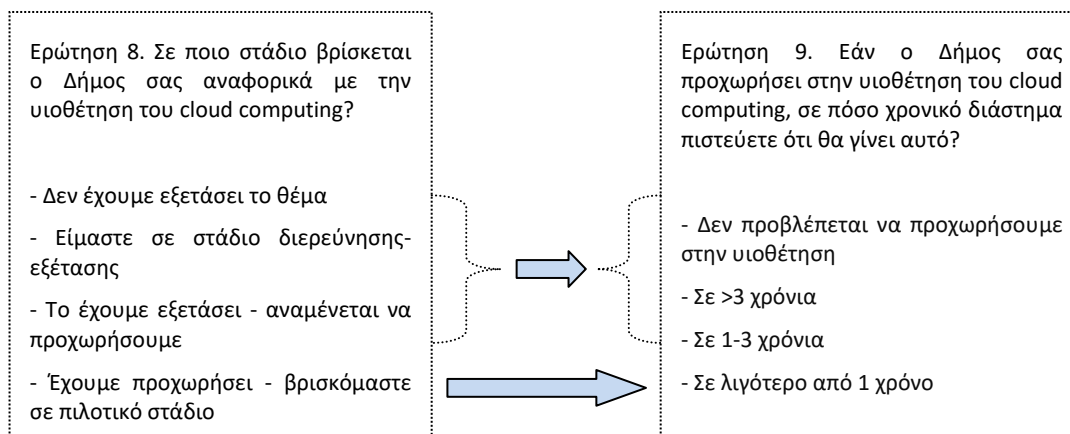 Ερώτηση 8. Σε ποιο στάδιο βρίσκεται
ο Δήμος σας αναφορικά με την
υιοθέτηση του cloud computing?
- Δεν έχουμε εξετάσει το θέμα
- Είμαστε σε στάδιο διερεύνησης-
εξέτασης
- Το έχουμε εξετάσει - αναμένεται να
προχωρήσουμε
- Έχουμε προχωρήσει - βρισκόμαστε
σε πιλοτικό στάδιο
Ερώτηση 9. Εάν ο Δήμος σας
προχωρήσει στην υιοθέτηση του cloud
computing, σε πόσο χρονικό διάστημα
πιστεύετε ότι θα γίνει αυτό?
- Δεν προβλέπεται να προχωρήσουμε
στην υιοθέτηση
- Σε >3 χρόνια
- Σε 1-3 χρόνια
- Σε λιγότερο από 1 χρόνο